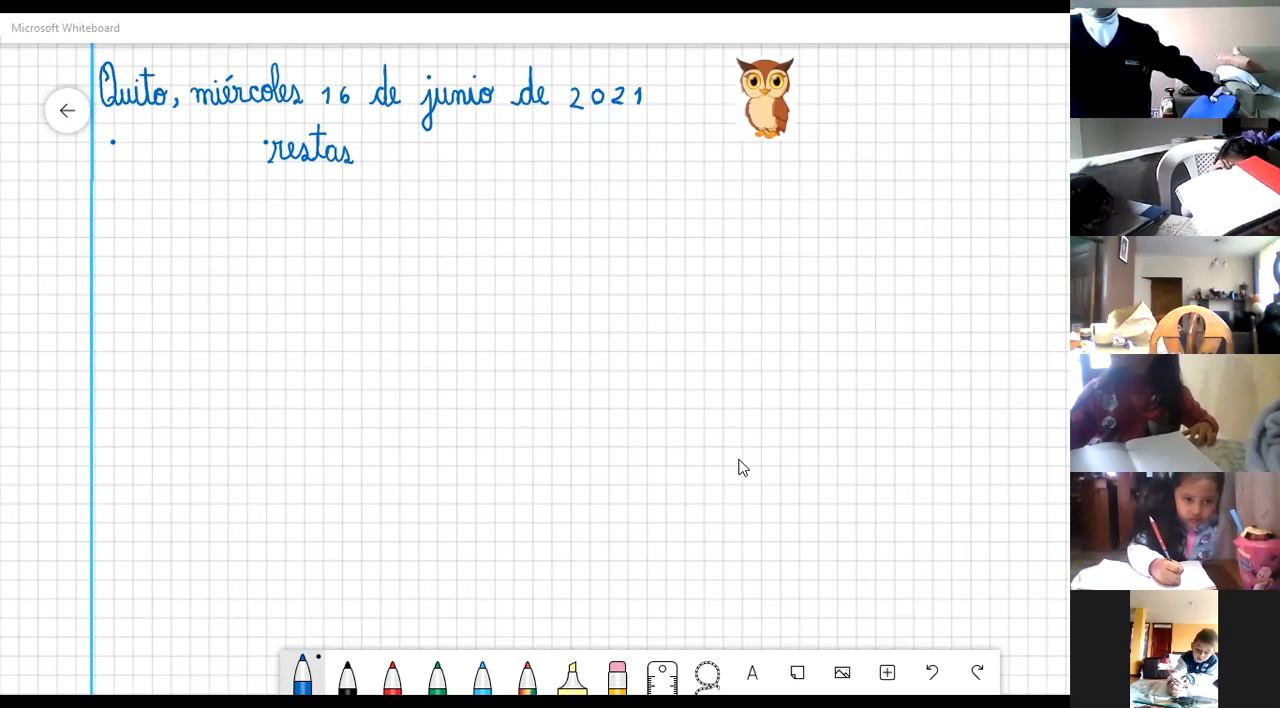 Microsoft Whiteboard
Quito, miércoles 16 de junio de 2021
restas